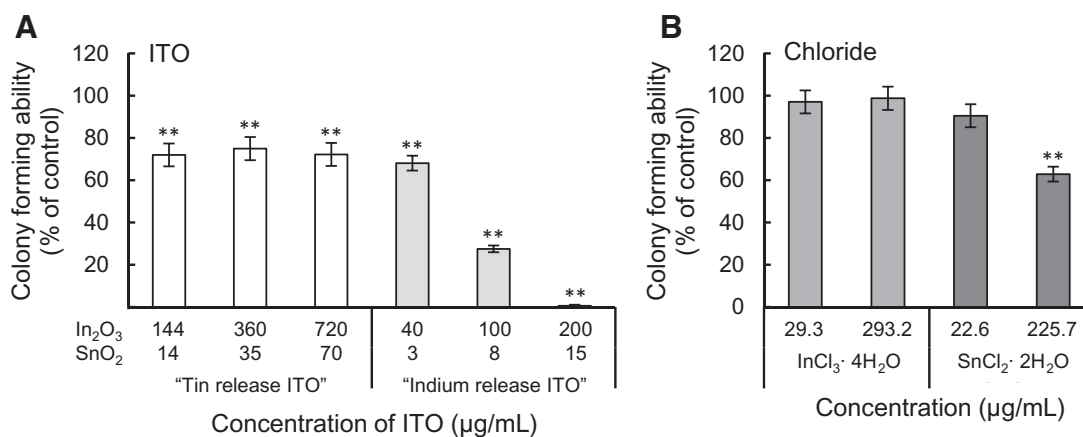 A
ITO
Colony forming ability
(% of control)
120
100
80
60
40
20
** ** ** ** ** **
In₂O₃ 144 360 720 40 100 200
SnO₂ 14 35 70 3 8 15
“Tin release ITO” “Indium release ITO”
Concentration of ITO (µg/mL)
B
Chloride
Colony forming ability
(% of control)
120
100
80
60
40
20
0
**
29.3 293.2 22.6 225.7
InCl₃· 4H₂O SnCl₂· 2H₂O
Concentration (µg/mL)